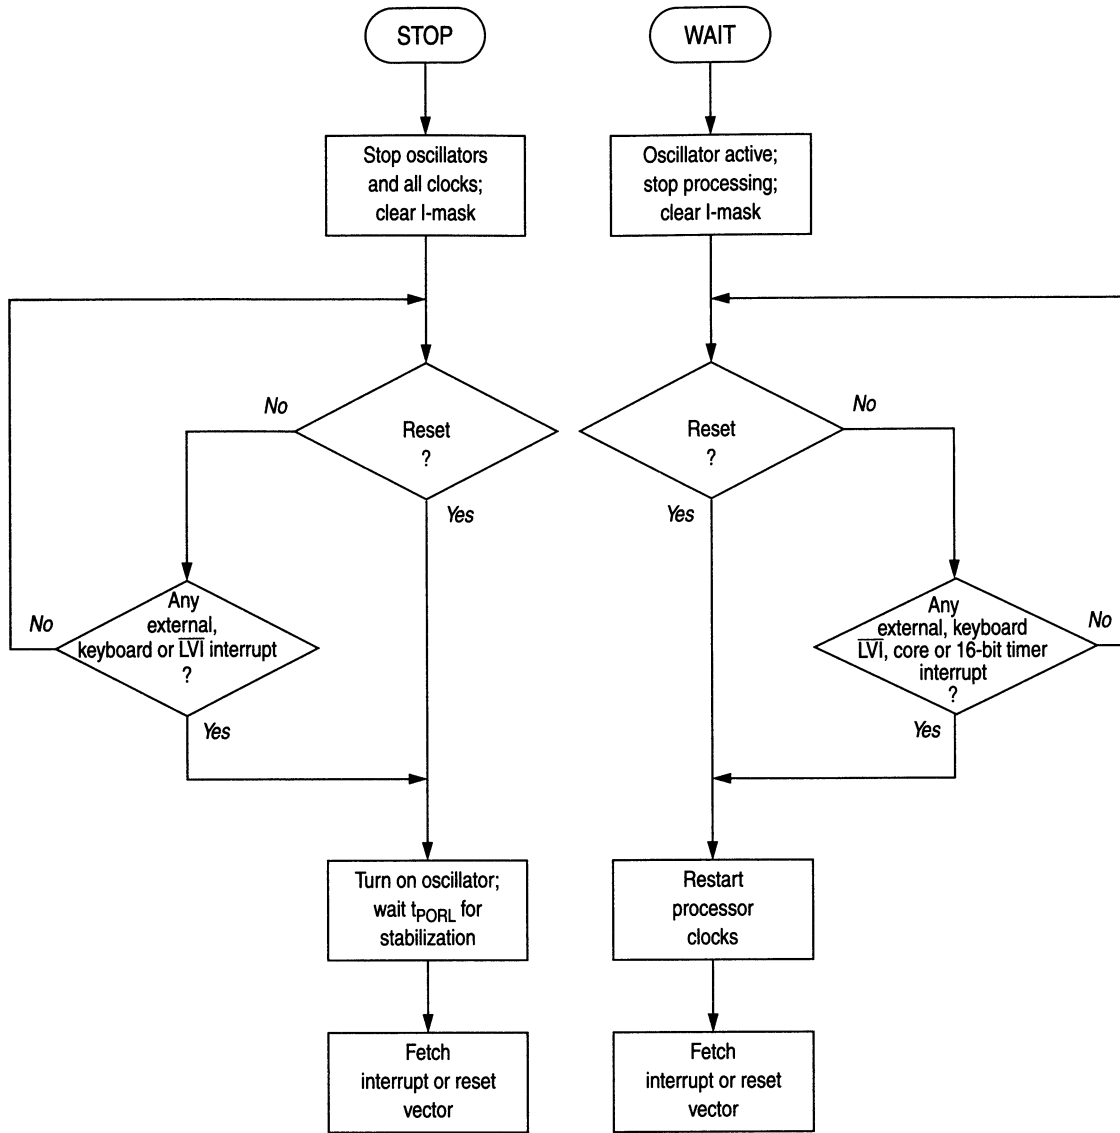 STOP
WAIT
Stop oscillators
and all clocks;
clear I-mask
Oscillator active;
stop processing;
clear I-mask
No
Reset
?
Yes
Reset
?
No
Yes
No
Any
external,
keyboard or L̅V̅I̅ interrupt
?
Yes
Any
external, keyboard
L̅V̅I̅, core or 16-bit timer
interrupt
?
No
Yes
Turn on oscillator;
wait tPORL for
stabilization
Restart
processor
clocks
Fetch
interrupt or reset
vector
Fetch
interrupt or reset
vector